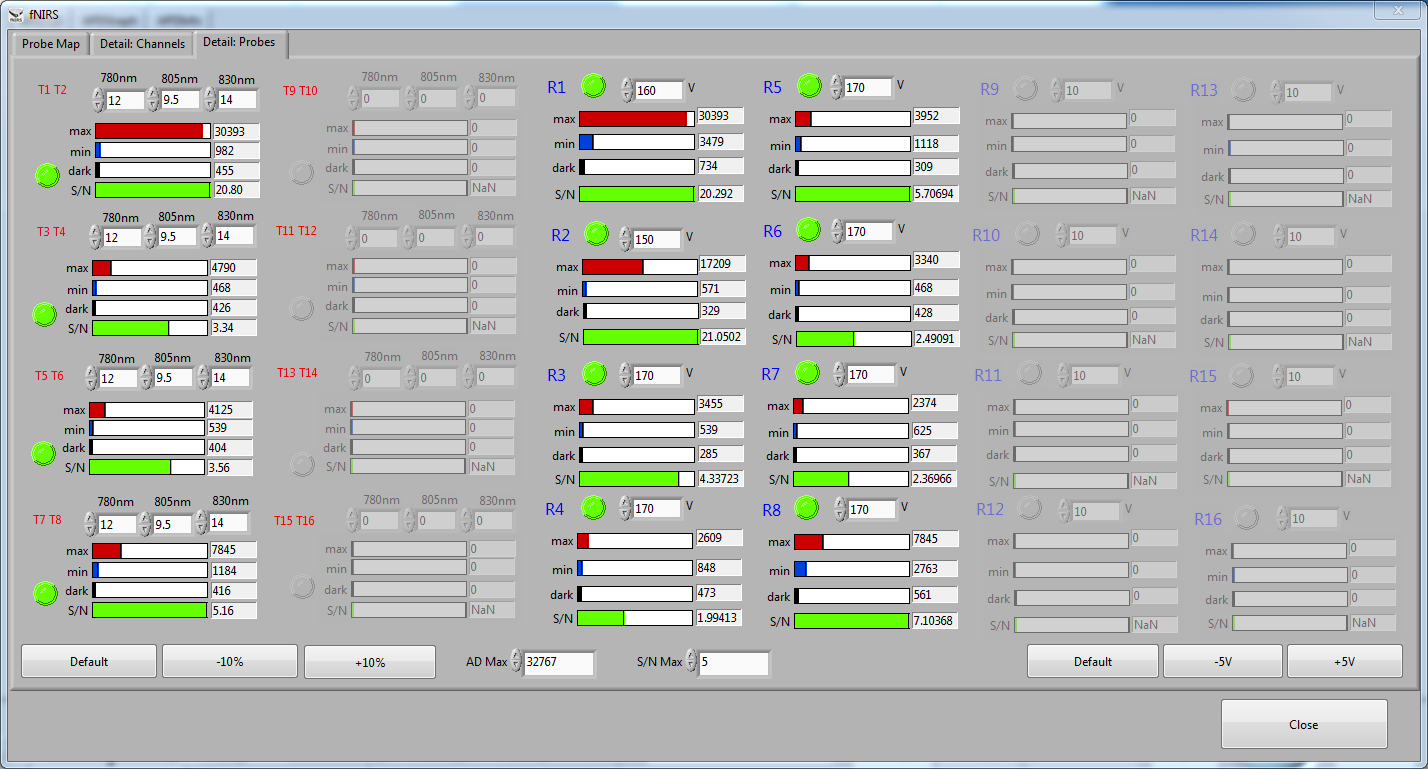 fNIRS
Probe Map Detail: Channels Detail: Probes
T1 T2
780nm 805nm 830nm
12 9.5 14
max 30393
min 982
dark 455
S/N 20.80
T3 T4
780nm 805nm 830nm
12 9.5 14
max 4790
min 468
dark 426
S/N 3.34
T5 T6
780nm 805nm 830nm
12 9.5 14
max 4125
min 539
dark 404
S/N 3.56
T7 T8
780nm 805nm 830nm
12 9.5 14
max 7845
min 1184
dark 416
S/N 5.16
T9 T10
780nm 805nm 830nm
0 0 0
max 0
min 0
dark 0
S/N NaN
T11 T12
780nm 805nm 830nm
0 0 0
max 0
min 0
dark 0
S/N NaN
T13 T14
780nm 805nm 830nm
0 0 0
max 0
min 0
dark 0
S/N NaN
T15 T16
780nm 805nm 830nm
0 0 0
max 0
min 0
dark 0
S/N NaN
R1 160 V
max 30393
min 3479
dark 734
S/N 20.292
R2 150 V
max 17209
min 571
dark 329
S/N 21.0502
R3 170 V
max 3455
min 539
dark 285
S/N 4.33723
R4 170 V
max 2609
min 848
dark 473
S/N 1.99413
R5 170 V
max 3952
min 1118
dark 309
S/N 5.70694
R6 170 V
max 3340
min 468
dark 428
S/N 2.49091
R7 170 V
max 2374
min 625
dark 367
S/N 2.36966
R8 170 V
max 7845
min 2763
dark 561
S/N 7.10368
R9 10 V
max 0
min 0
dark 0
S/N NaN
R10 10 V
max 0
min 0
dark 0
S/N NaN
R11 10 V
max 0
min 0
dark 0
S/N NaN
R12 10 V
max 0
min 0
dark 0
S/N NaN
R13 10 V
max 0
min 0
dark 0
S/N NaN
R14 10 V
max 0
min 0
dark 0
S/N NaN
R15 10 V
max 0
min 0
dark 0
S/N NaN
R16 10 V
max 0
min 0
dark 0
S/N NaN
Default -10% +10% AD Max 32767 S/N Max 5 Default -5V +5V
Close